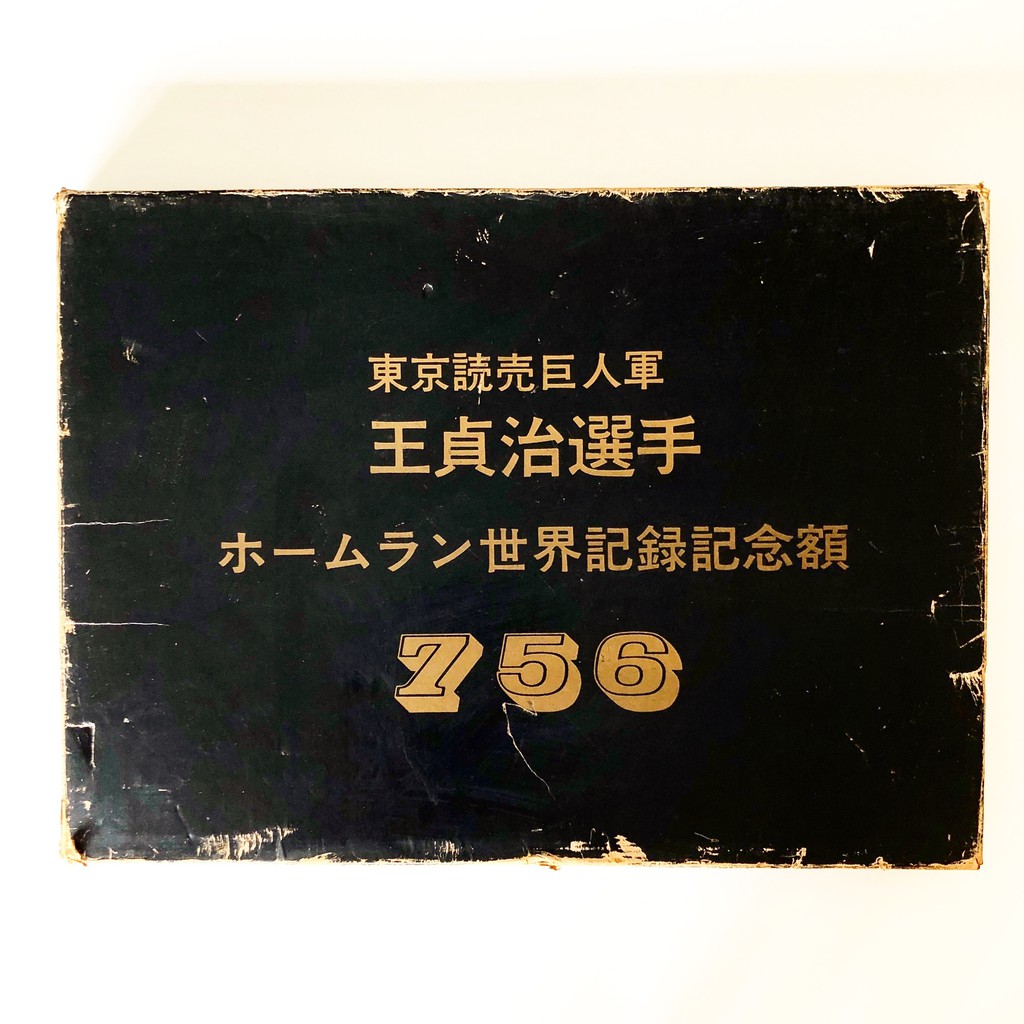 東京読売巨人軍
王貞治選手
ホームラン世界記録記念額
756